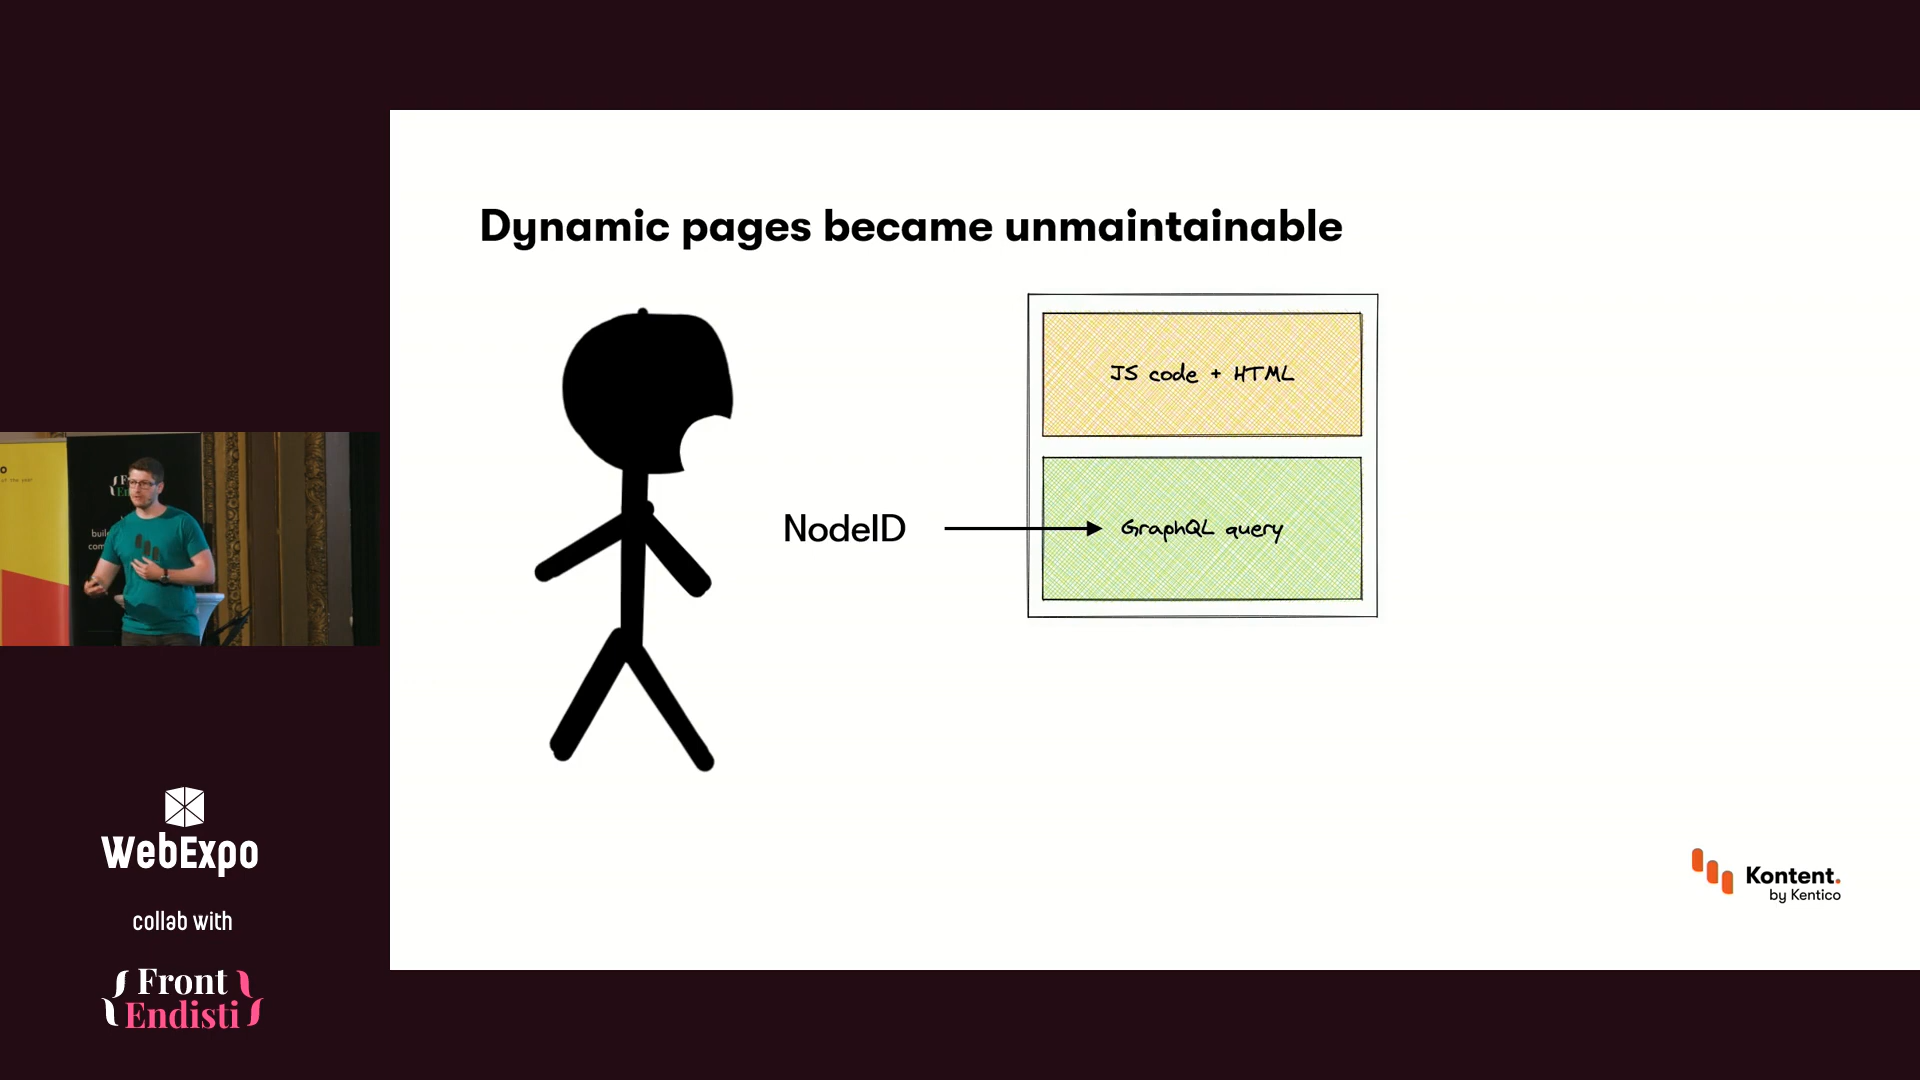 Dynamic pages became unmaintainable
JS code + HTML
NodeID
GraphQL query
Kontent.
by Kentico
WebExpo
collab with
Front
Endisti